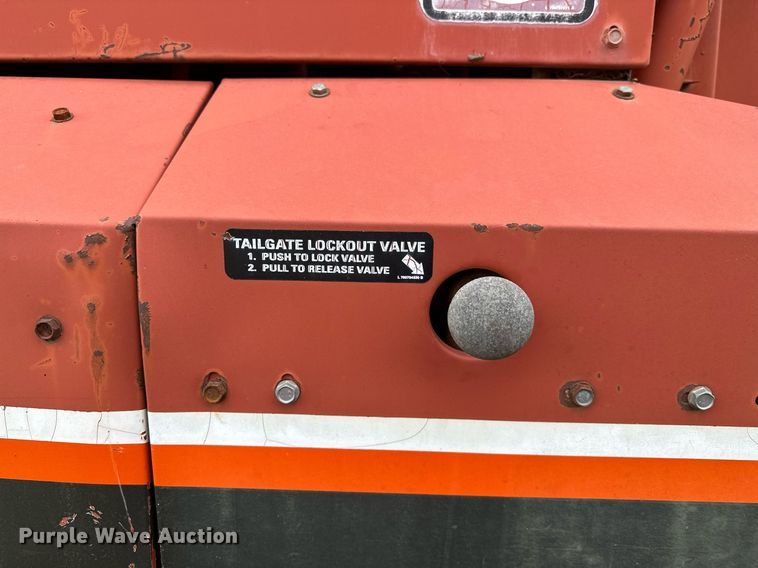 TAILGATE LOCKOUT VALVE
1. PUSH TO LOCK VALVE
2. PULL TO RELEASE VALVE
Purple Wave Auction